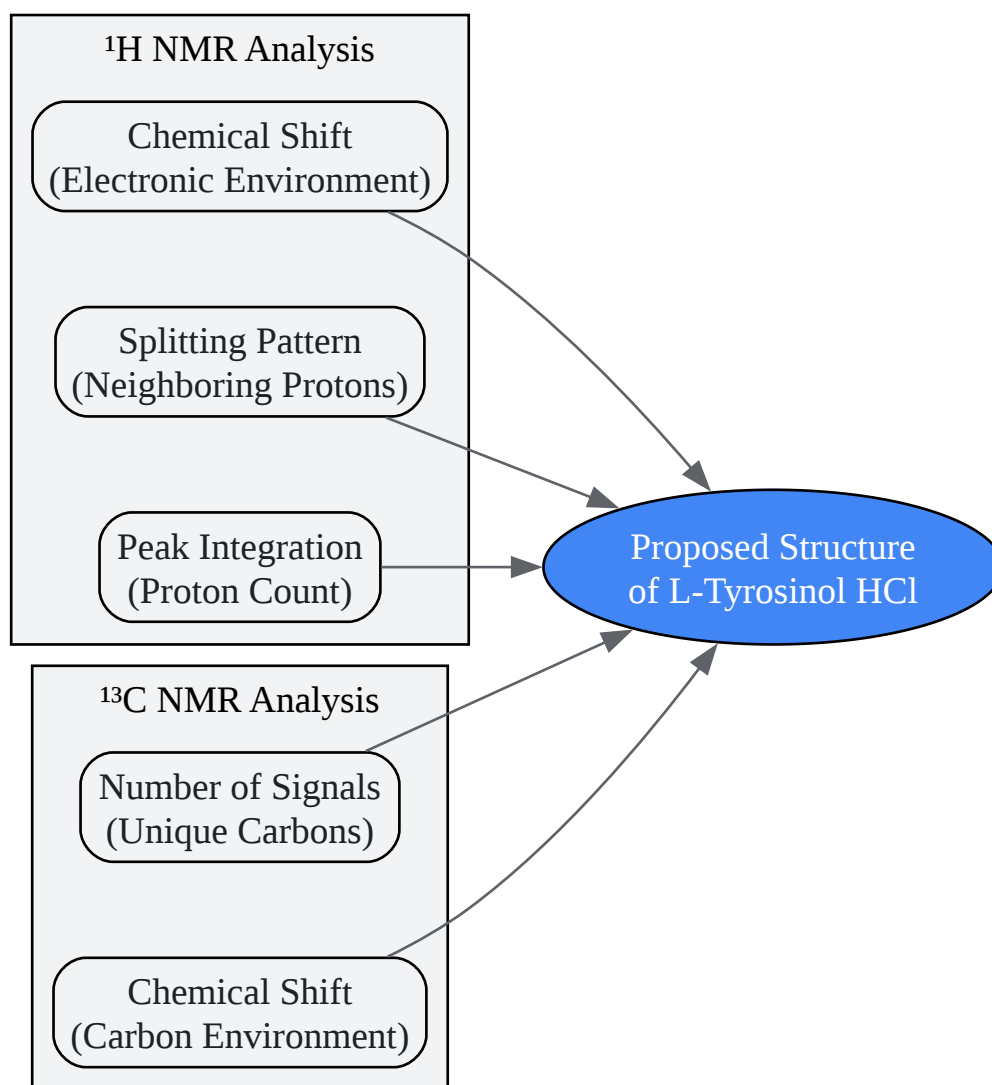 ¹H NMR Analysis
Chemical Shift
(Electronic Environment)
Splitting Pattern
(Neighboring Protons)
Peak Integration
(Proton Count)
Proposed Structure
of L-Tyrosinol HCl
¹³C NMR Analysis
Number of Signals
(Unique Carbons)
Chemical Shift
(Carbon Environment)